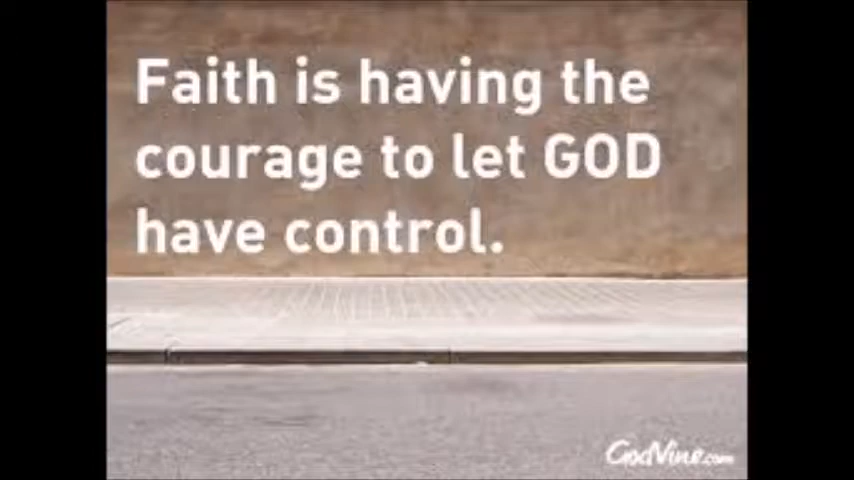 Faith is having the
courage to let GOD
have control.
GodVine.com